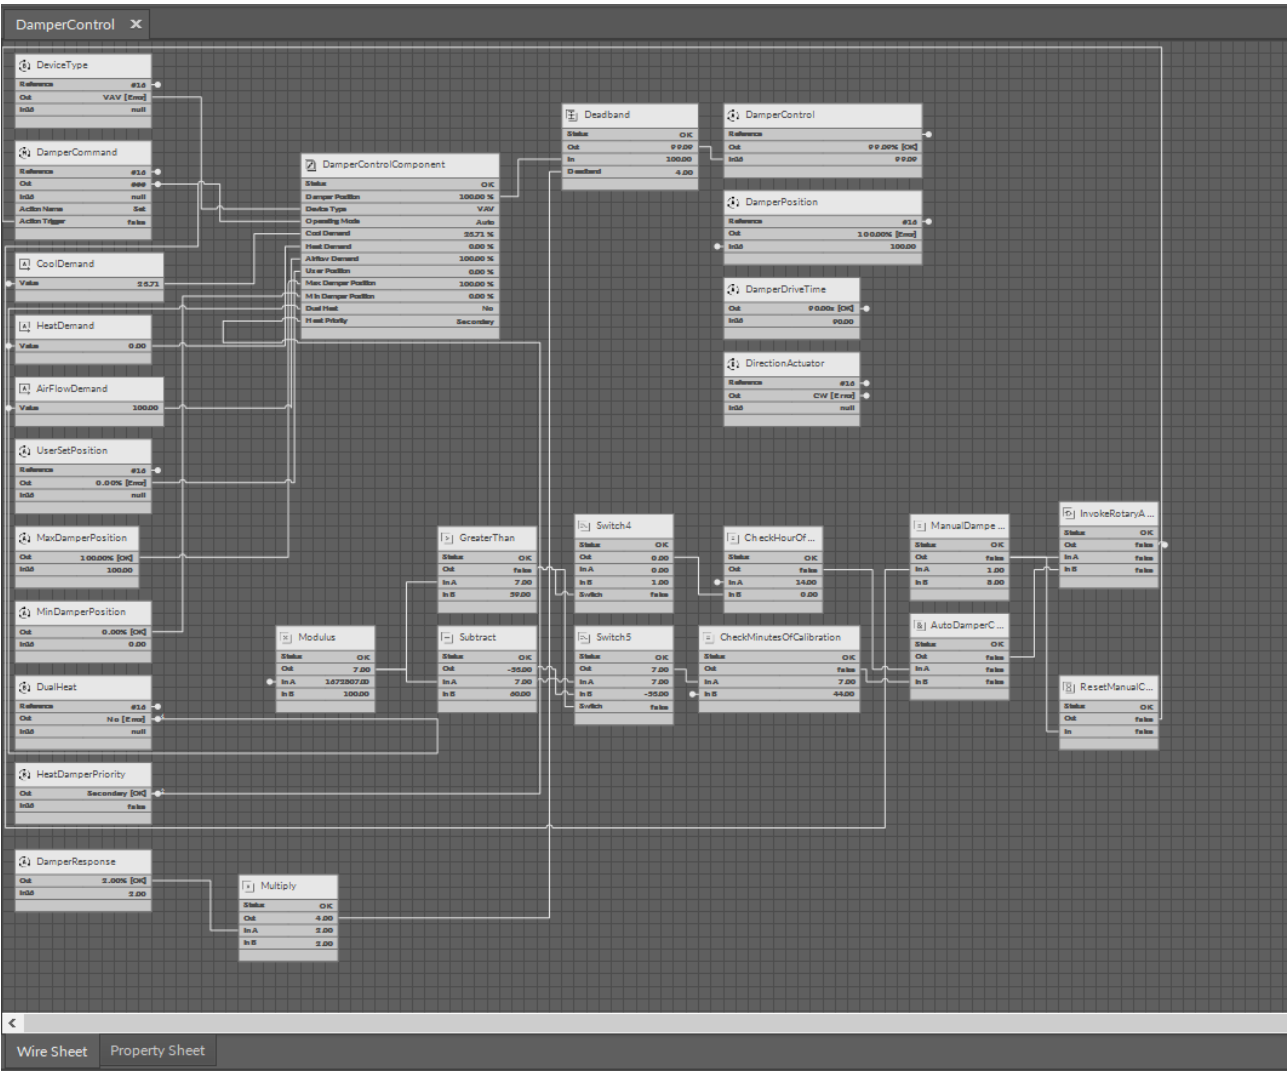 DamperControl ×
DeviceType
Reference #16
Out VAV [Error]
In16 null
DamperCommand
Reference #16
Out ###
In16 null
Action Name Set
Action Trigger false
CoolDemand
Value 25.71
HeatDemand
Value 0.00
AirFlowDemand
Value 100.00
UserSetPosition
Reference #16
Out 0.00% [Error]
In16 null
MaxDamperPosition
Out 100.00% [OK]
In16 100.00
MinDamperPosition
Out 0.00% [OK]
In16 0.00
DualHeat
Reference #16
Out No [Error]
In16 null
HeatDamperPriority
Out Secondary [OK]
In16 false
DamperResponse
Out 2.00% [OK]
In16 2.00
Multiply
Status OK
Out 4.00
In A 2.00
In B 2.00
DamperControlComponent
Status OK
Damper Position 100.00 %
Device Type VAV
Operating Mode Auto
Cool Demand 25.71 %
Heat Demand 0.00 %
Airflow Demand 100.00 %
User Position 0.00 %
Max Damper Position 100.00 %
Min Damper Position 0.00 %
Dual Heat No
Heat Priority Secondary
Deadband
Status OK
Out 99.09
In 100.00
Deadband 4.00
DamperControl
Reference
Out 99.09% [OK]
In16 99.09
DamperPosition
Reference #16
Out 100.00% [Error]
In16 100.00
DamperDriveTime
Out 90.00s [OK]
In16 90.00
DirectionActuator
Reference #16
Out CW [Error]
In16 null
Modulus
Status OK
Out 7.00
In A 1672807.00
In B 100.00
GreaterThan
Status OK
Out false
In A 7.00
In B 59.00
Subtract
Status OK
Out -53.00
In A 7.00
In B 60.00
Switch4
Status OK
Out 0.00
In A 0.00
In B 1.00
Switch false
Switch5
Status OK
Out 7.00
In A 7.00
In B -53.00
Switch false
CheckHourOf ...
Status OK
Out false
In A 14.00
In B 0.00
CheckMinutesOfCalibration
Status OK
Out false
In A 7.00
In B 44.00
ManualDampe ...
Status OK
Out false
In A 1.00
In B 8.00
AutoDamperC ...
Status OK
Out false
In A false
In B false
InvokeRotaryA ...
Status OK
Out false
In A false
In B false
ResetManualC...
Status OK
Out false
In false
Wire Sheet Property Sheet